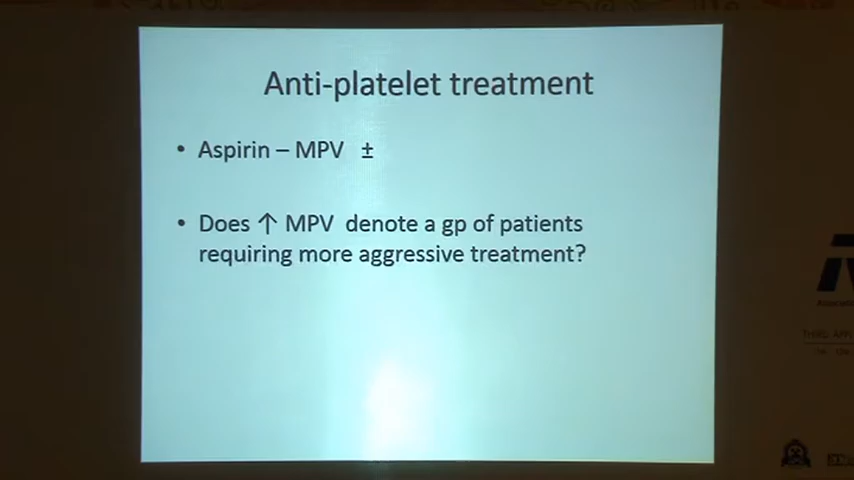 Anti-platelet treatment
• Aspirin – MPV ±
• Does ↑ MPV denote a gp of patients
requiring more aggressive treatment?